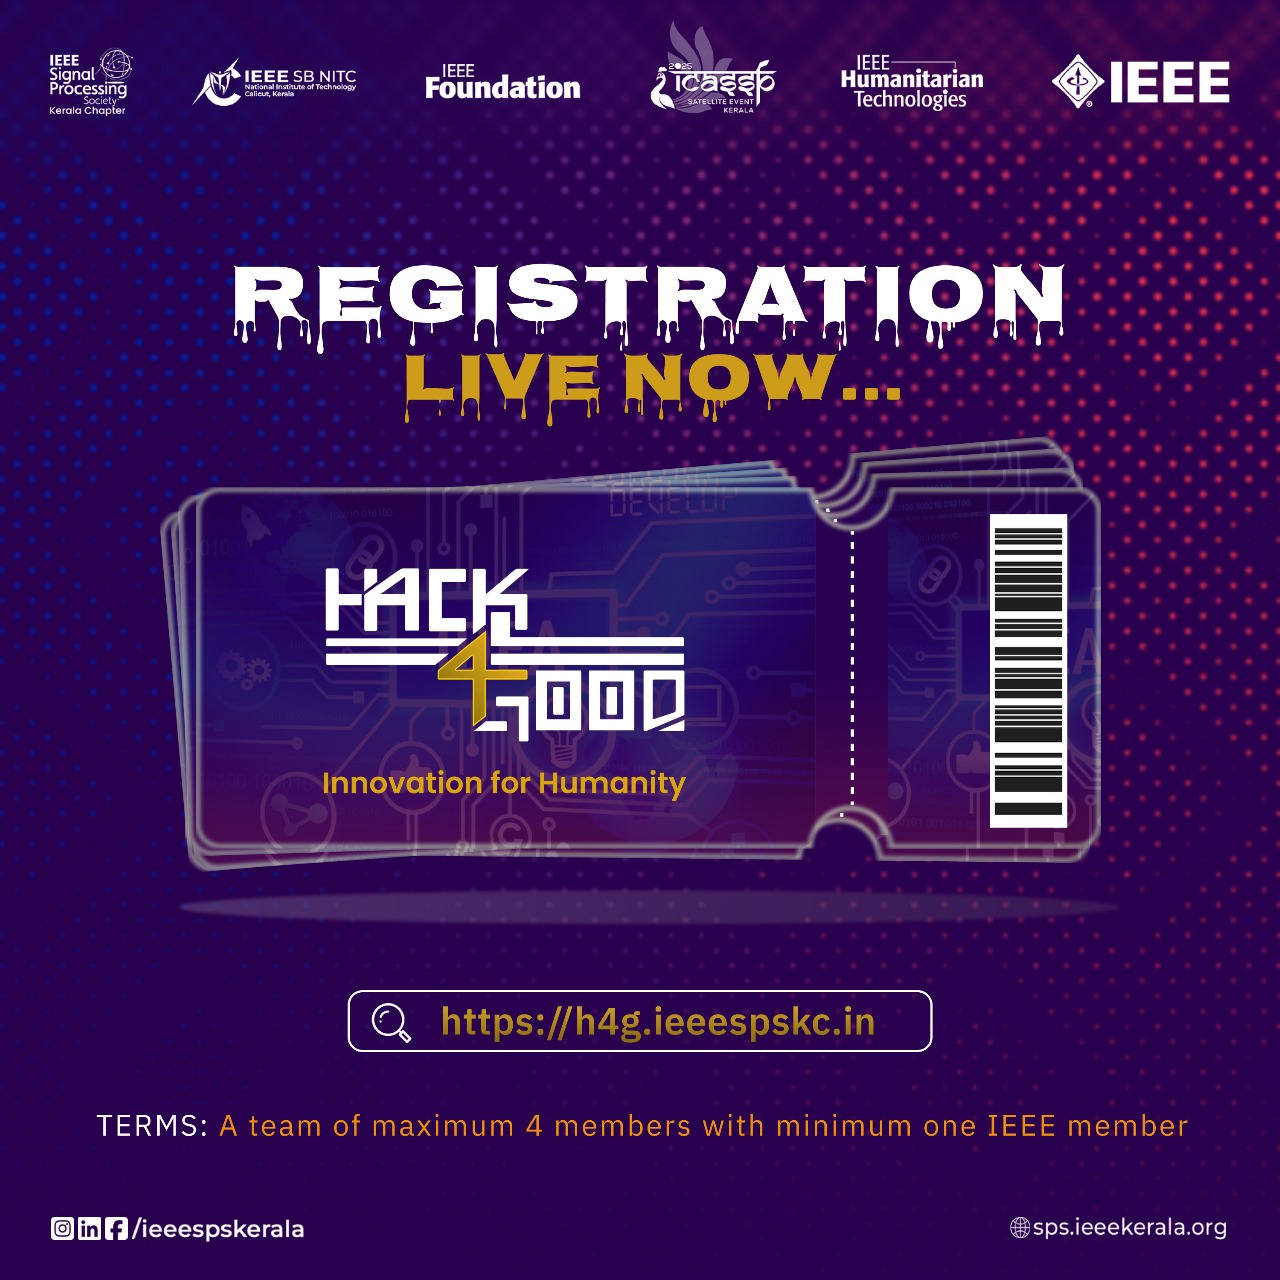 IEEE
Signal
Processing
Society
Kerala Chapter
IEEE SB NITC
National Institute of Technology
Calicut, Kerala
IEEE
Foundation
2025
icassp
SATELLITE EVENT
KERALA
IEEE
Humanitarian
Technologies
IEEE
REGISTRATION
LIVE NOW...
DEVELOP
HACK
4
GOOD
Innovation for Humanity
https://h4g.ieeespskc.in
TERMS: A team of maximum 4 members with minimum one IEEE member
/ieeespskerala
sps.ieeekerala.org